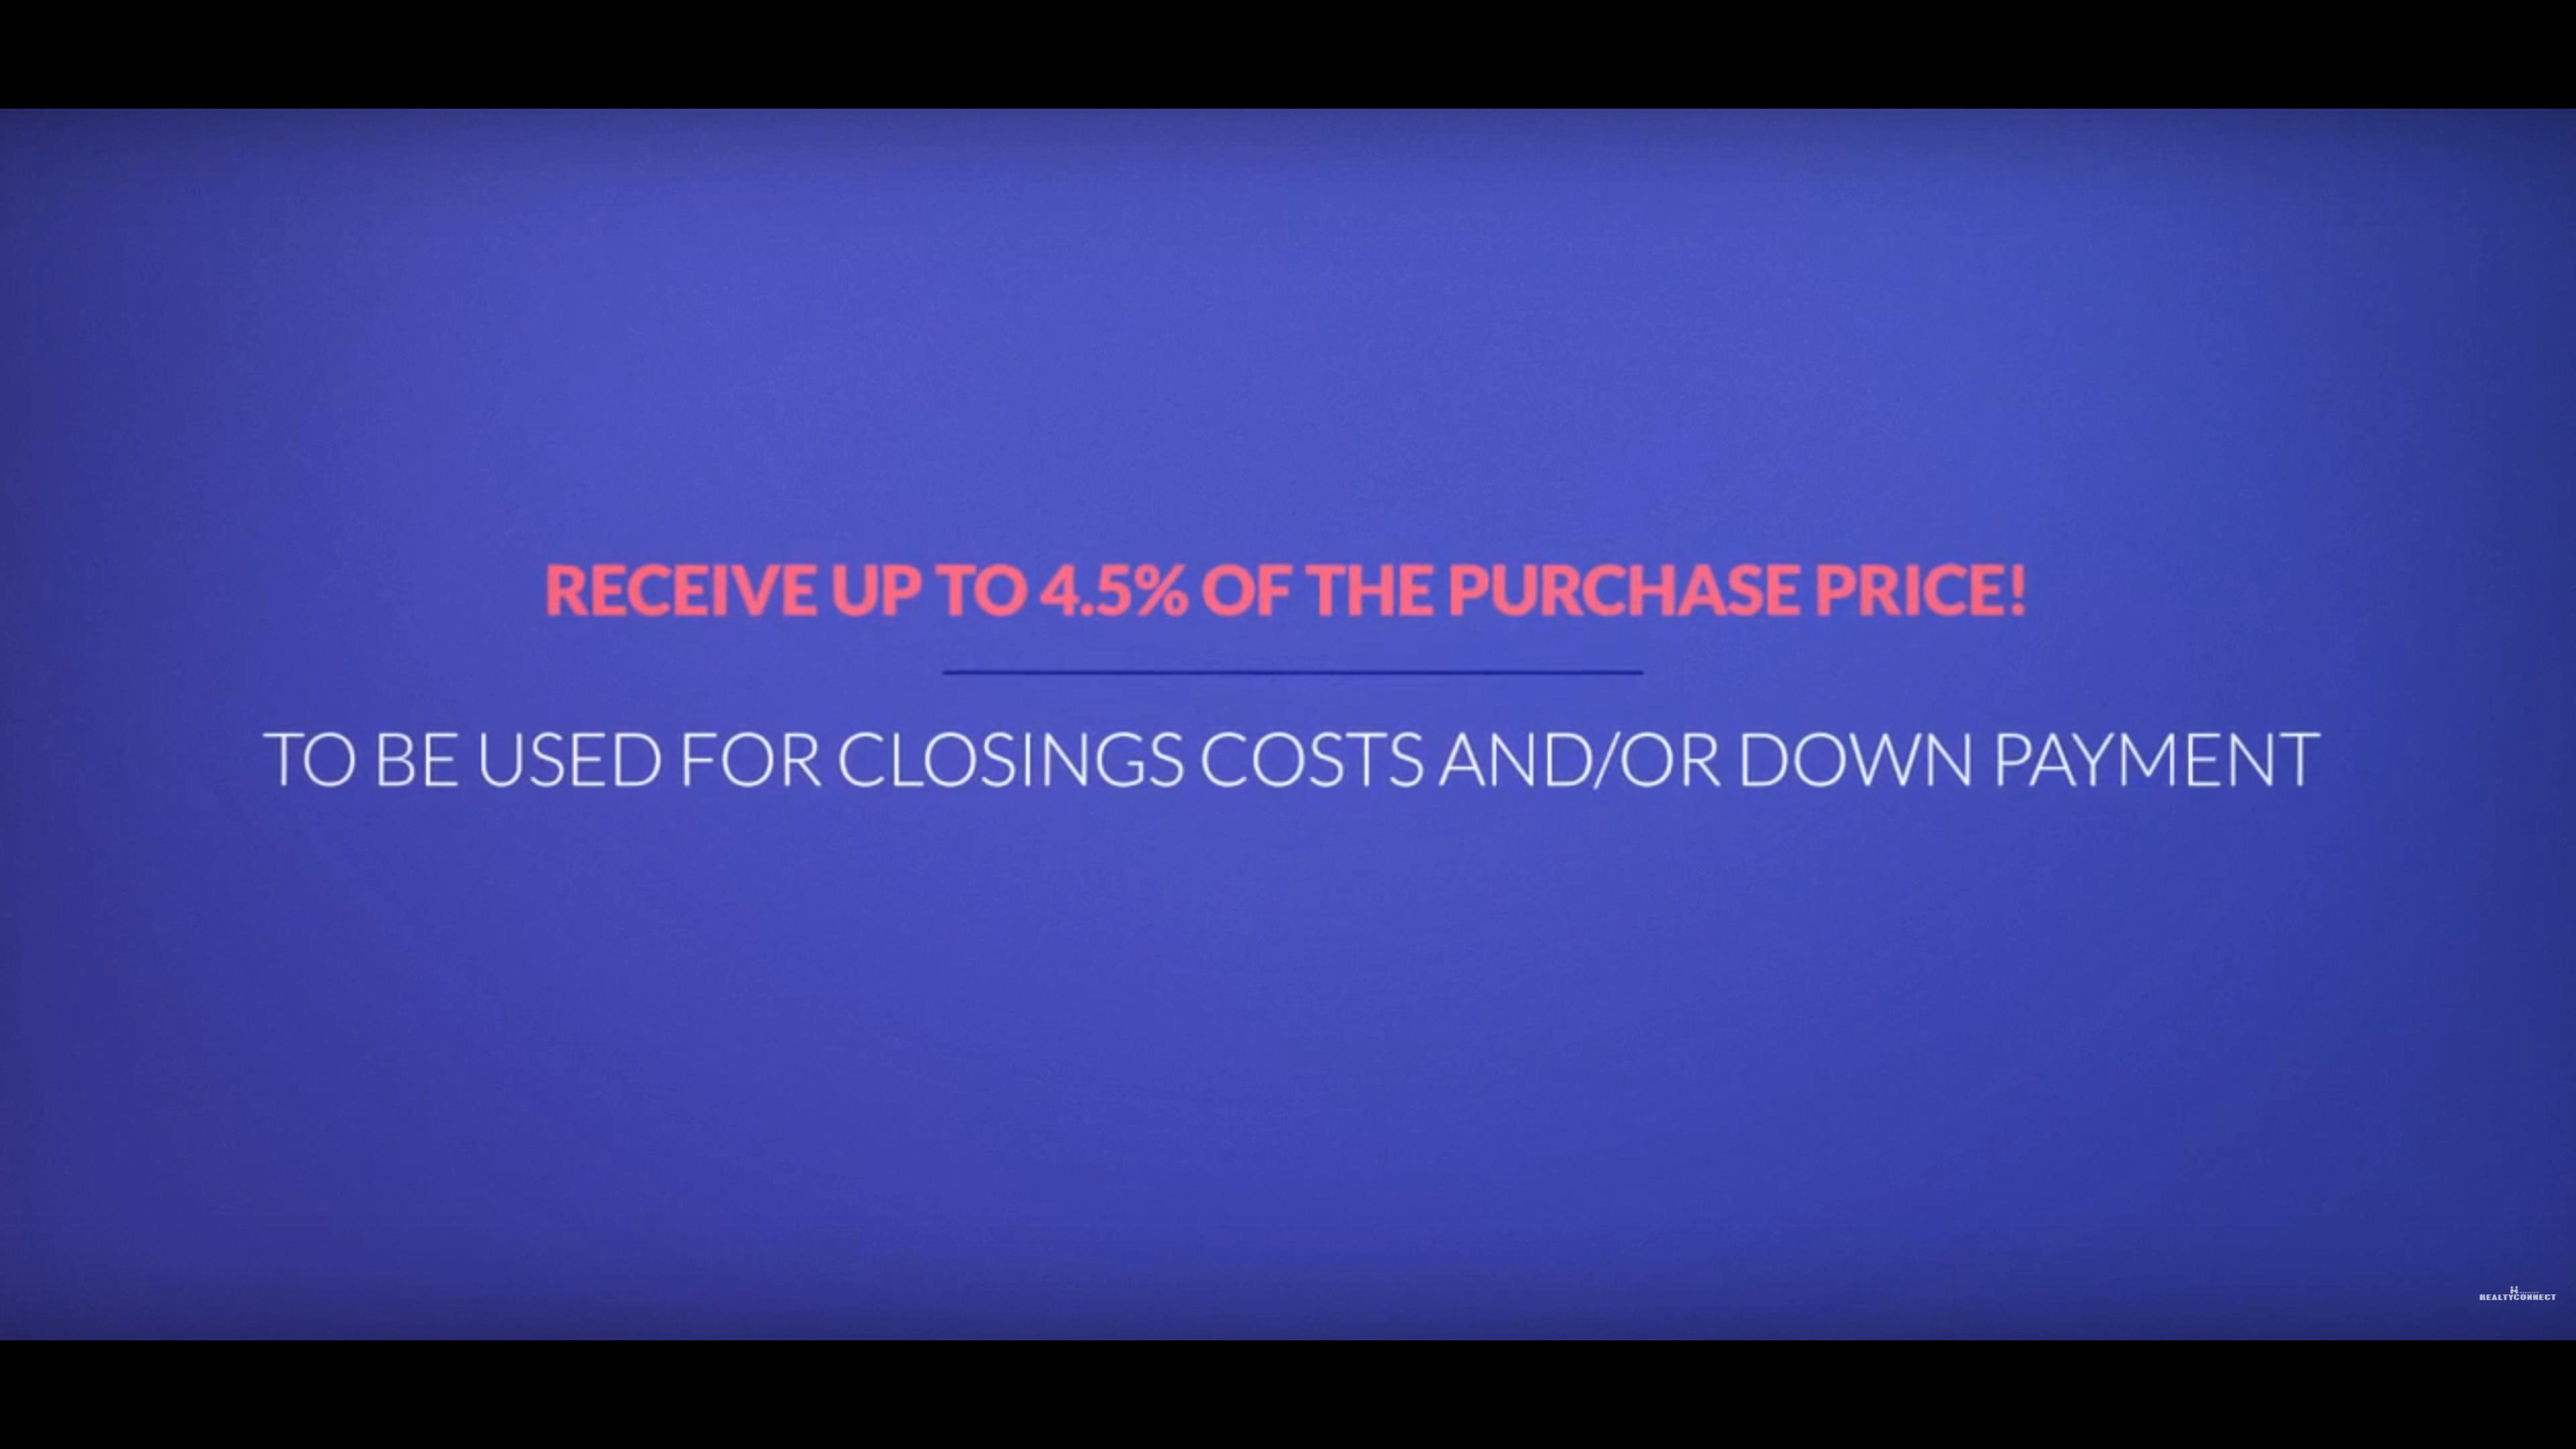 RECEIVE UP TO 4.5% OF THE PURCHASE PRICE!
TO BE USED FOR CLOSINGS COSTS AND/OR DOWN PAYMENT
REALTYCONNECT